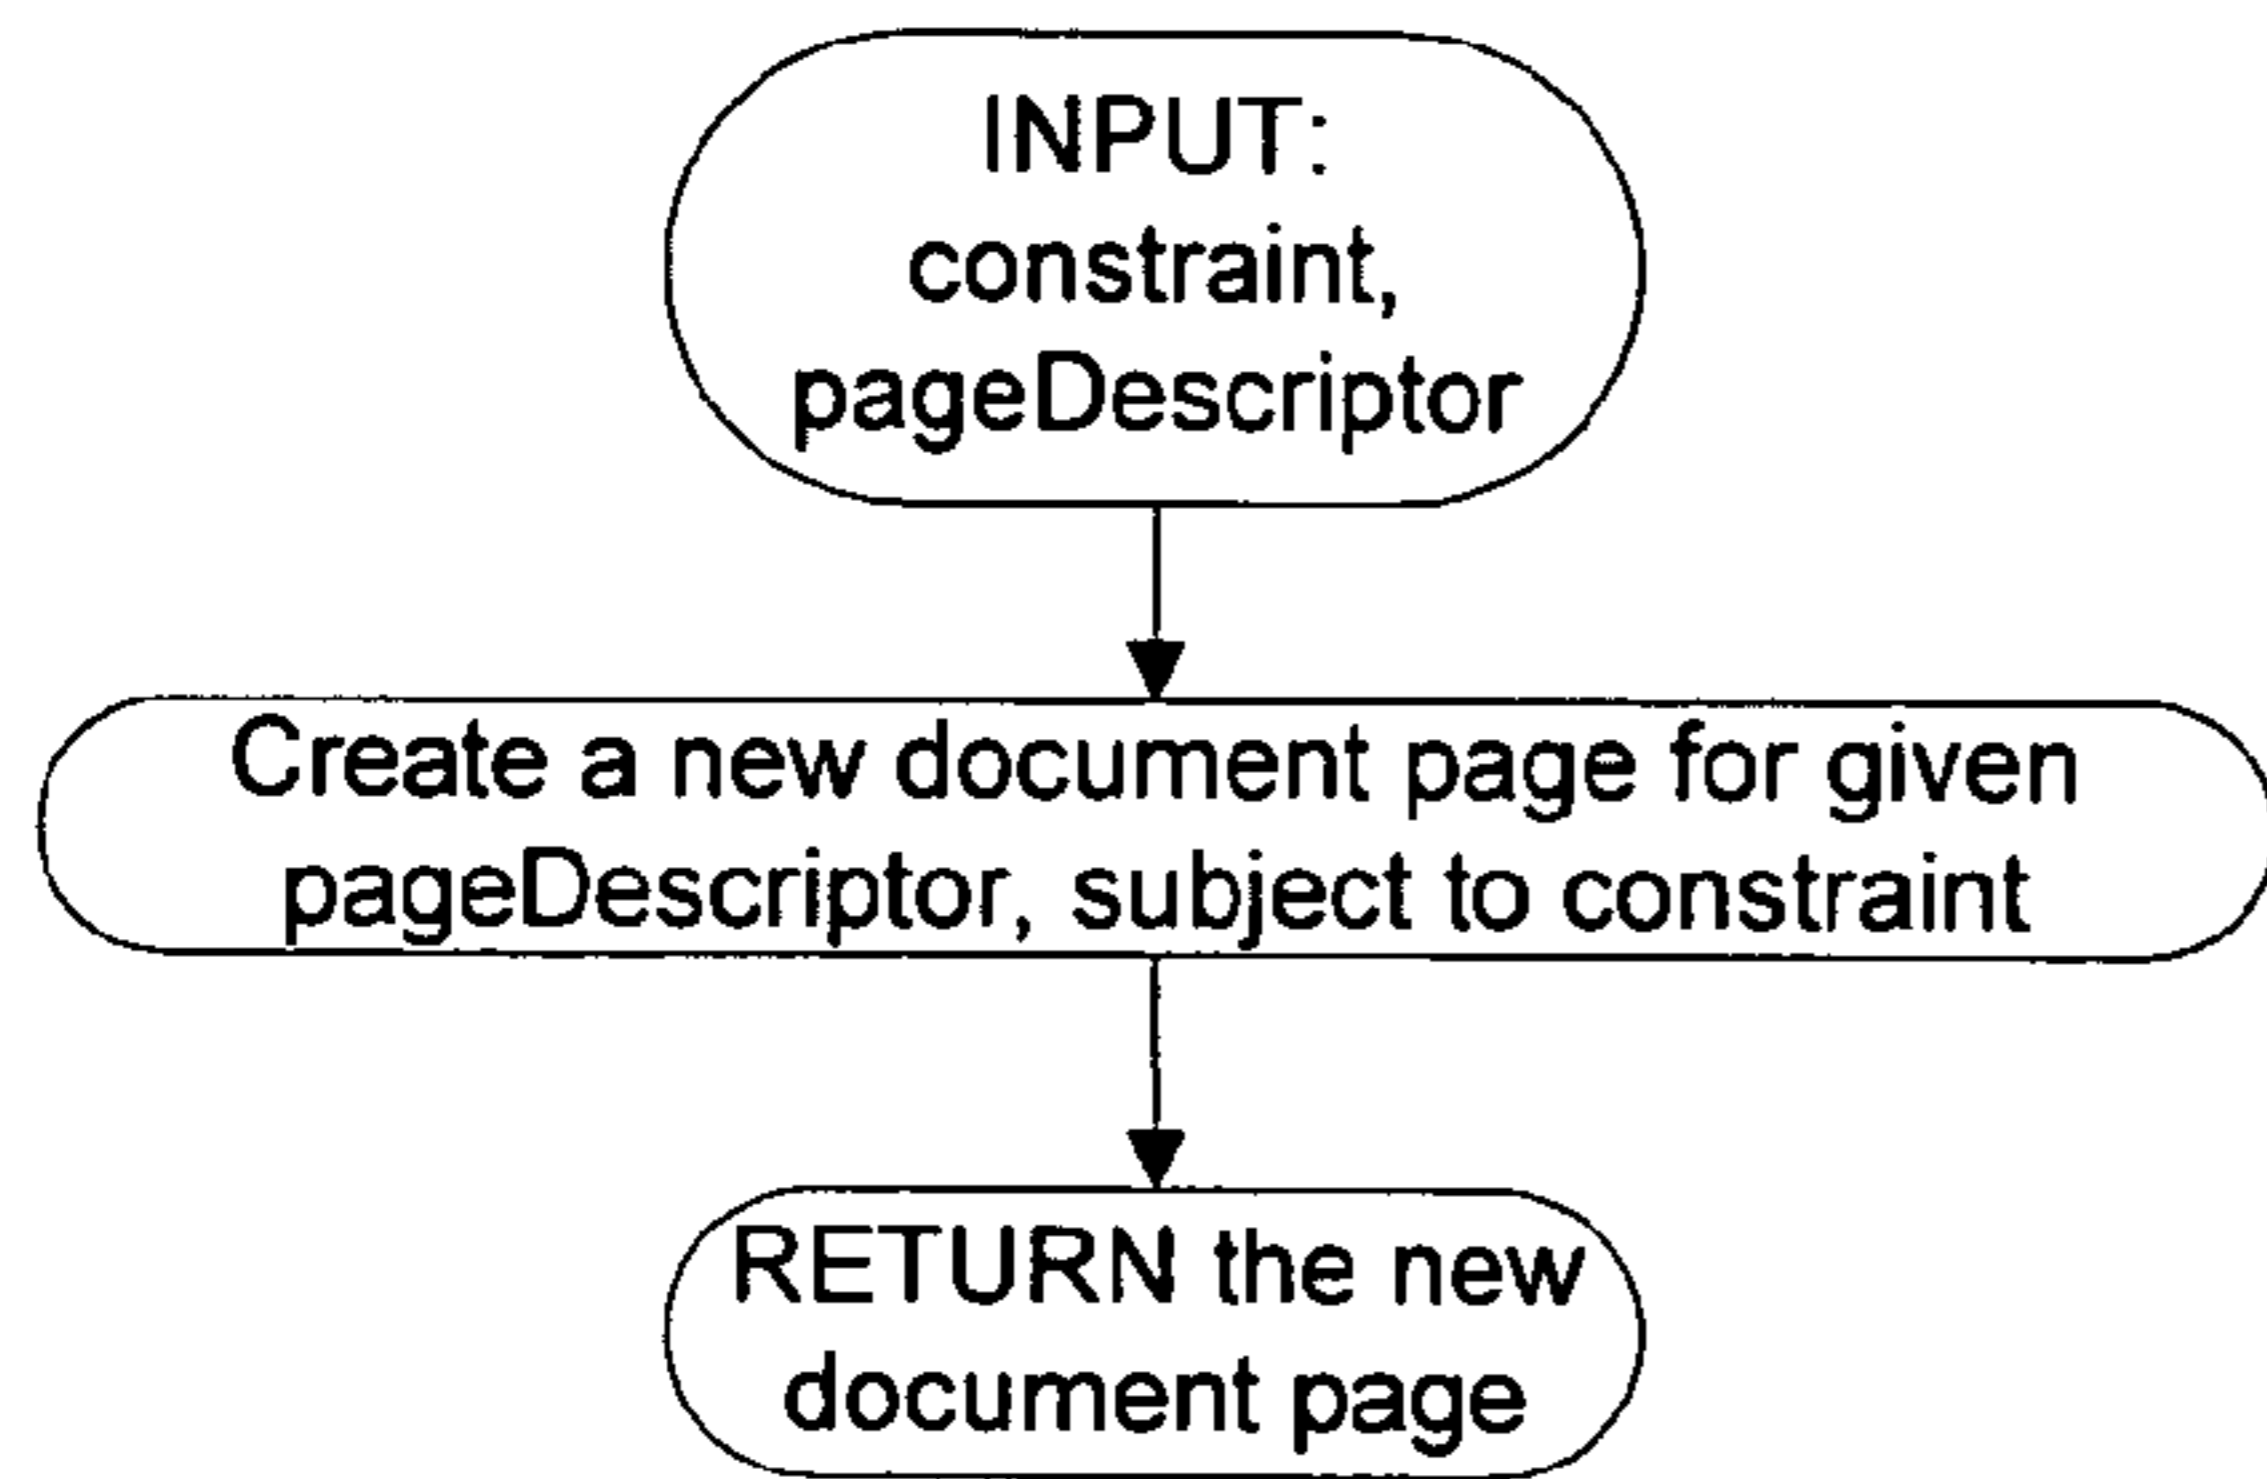 INPUT:
constraint,
pageDescriptor
Create a new document page for given
pageDescriptor, subject to constraint
RETURN the new
document page